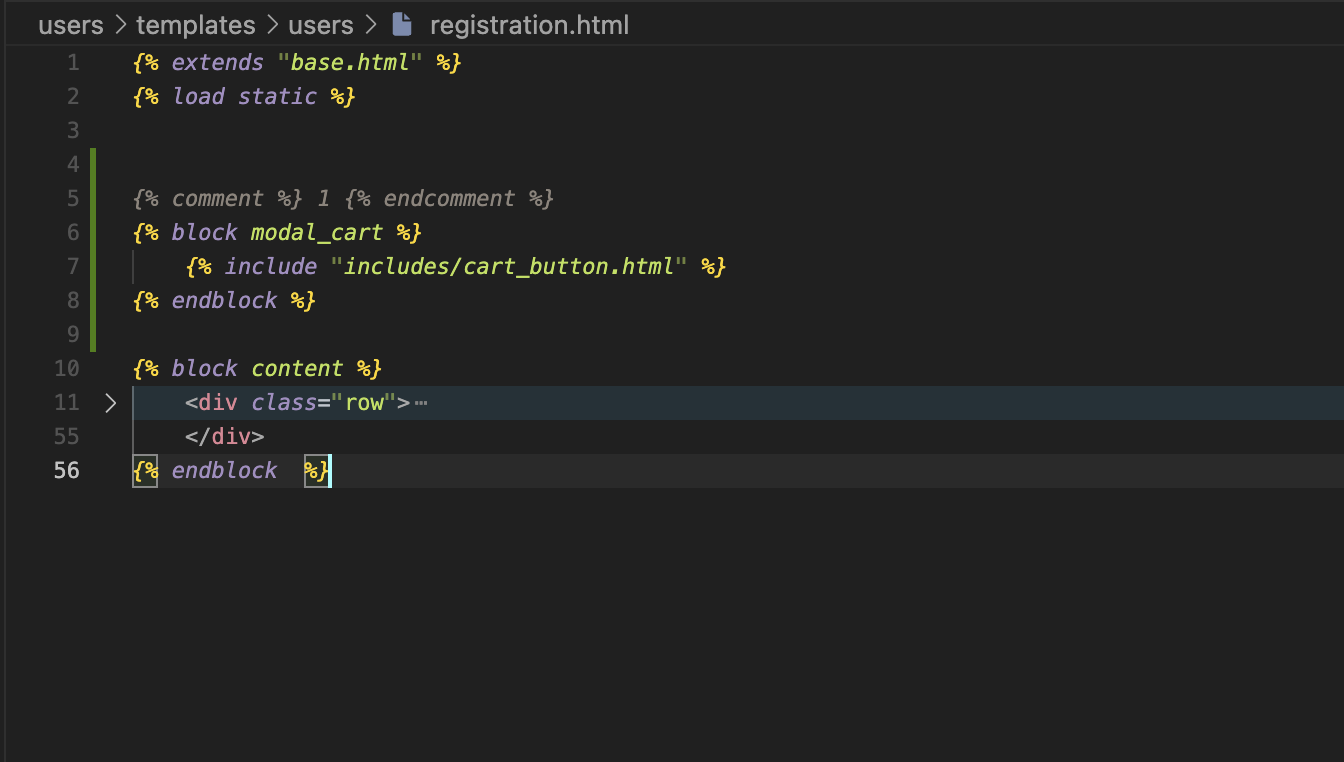 users > templates > users > registration.html
1 {% extends "base.html" %}
2 {% load static %}
3
4
5 {% comment %} 1 {% endcomment %}
6 {% block modal_cart %}
7     {% include "includes/cart_button.html" %}
8 {% endblock %}
9
10 {% block content %}
11     <div class="row">⋯
55     </div>
56 {% endblock  %}